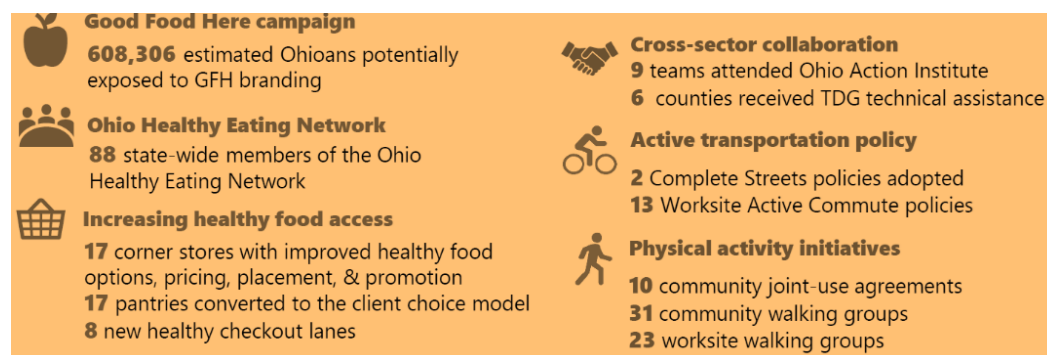 Good Food Here campaign
608,306 estimated Ohioans potentially
exposed to GFH branding
Ohio Healthy Eating Network
88 state-wide members of the Ohio
Healthy Eating Network
Increasing healthy food access
17 corner stores with improved healthy food
options, pricing, placement, & promotion
17 pantries converted to the client choice model
8 new healthy checkout lanes
Cross-sector collaboration
9 teams attended Ohio Action Institute
6 counties received TDG technical assistance
Active transportation policy
2 Complete Streets policies adopted
13 Worksite Active Commute policies
Physical activity initiatives
10 community joint-use agreements
31 community walking groups
23 worksite walking groups